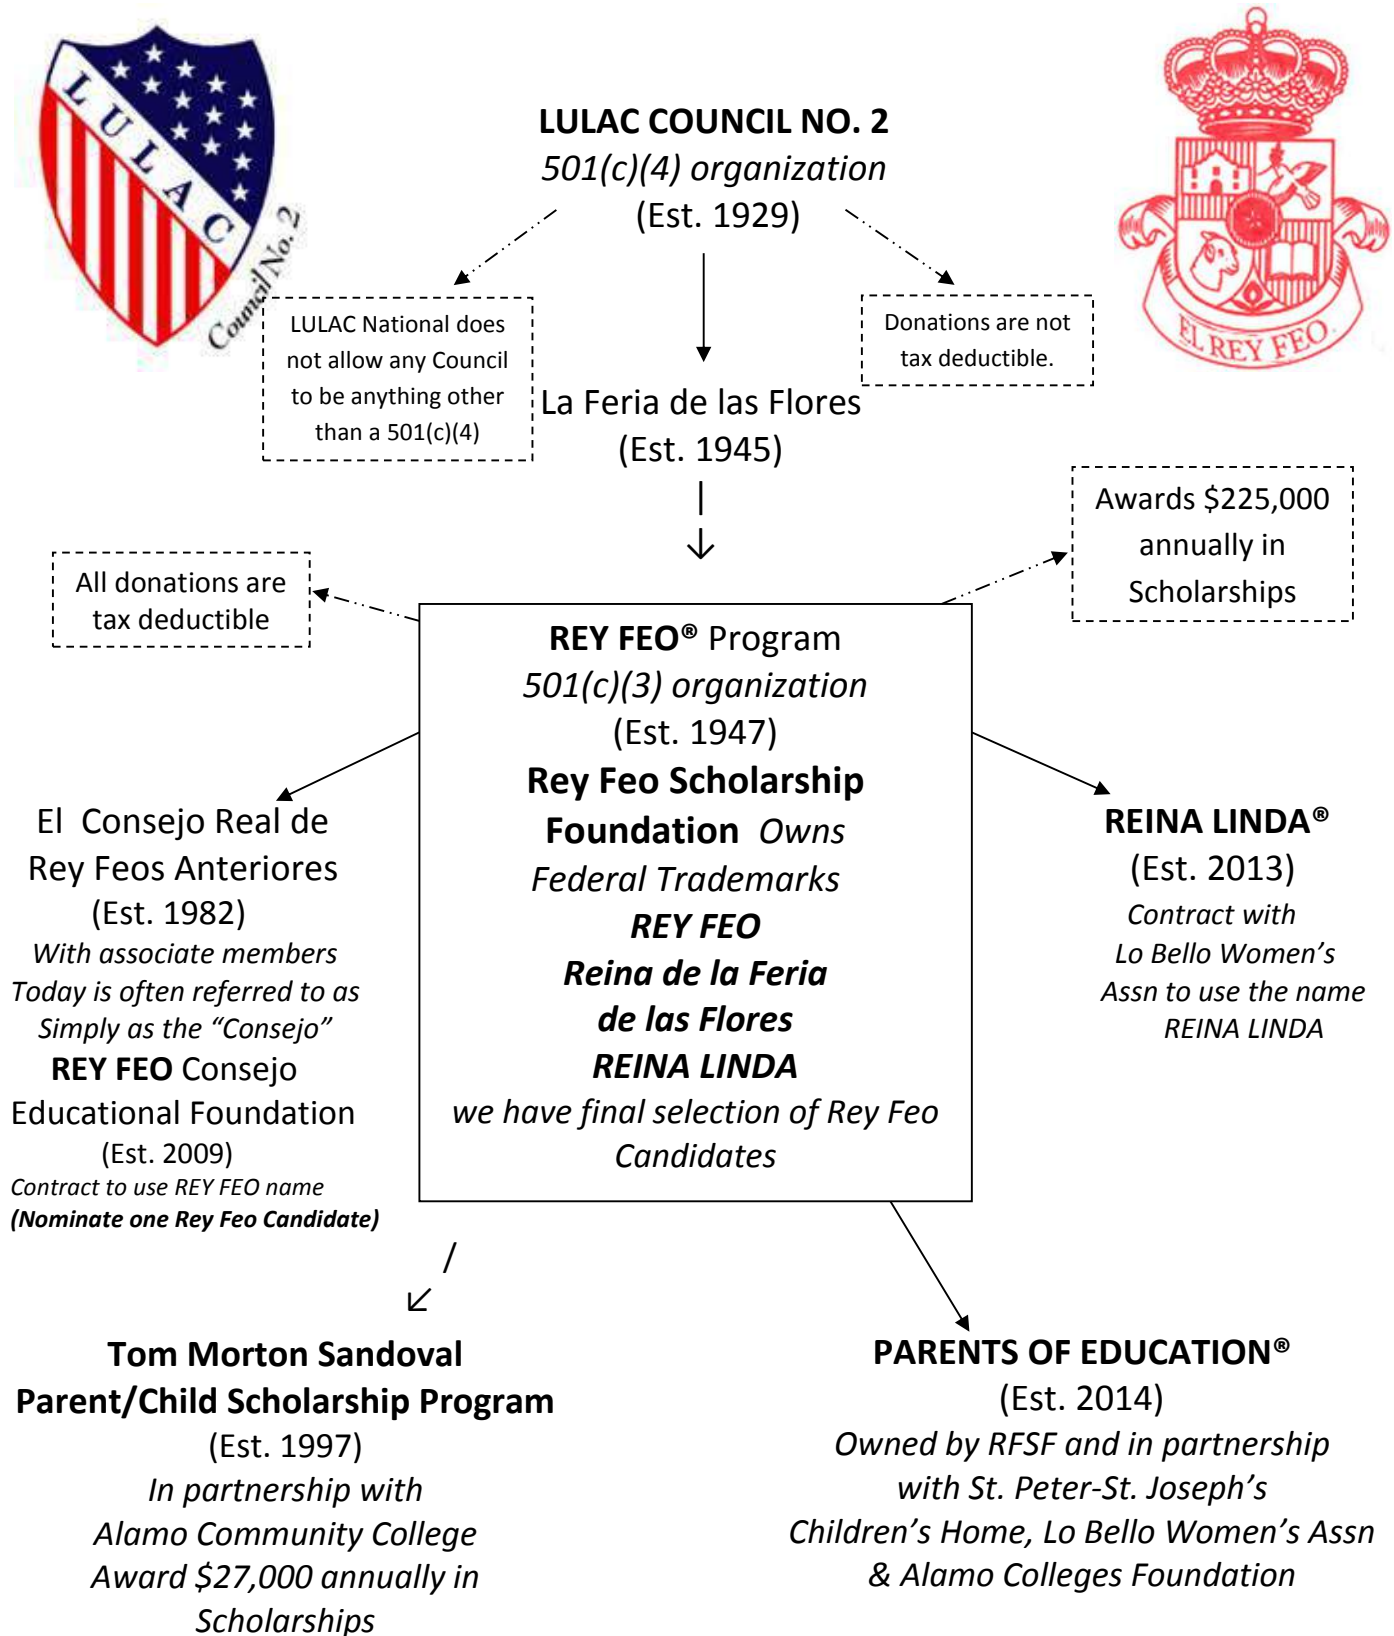 LULAC
Council No. 2
LULAC COUNCIL NO. 2
501(c)(4) organization
(Est. 1929)
EL REY FEO.
LULAC National does
not allow any Council
to be anything other
than a 501(c)(4)
Donations are not
tax deductible.
La Feria de las Flores
(Est. 1945)
Awards $225,000
annually in
Scholarships
All donations are
tax deductible
REY FEO® Program
501(c)(3) organization
(Est. 1947)
Rey Feo Scholarship
Foundation Owns
Federal Trademarks
REY FEO
Reina de la Feria
de las Flores
REINA LINDA
we have final selection of Rey Feo
Candidates
El Consejo Real de
Rey Feos Anteriores
(Est. 1982)
With associate members
Today is often referred to as
Simply as the “Consejo”
REY FEO Consejo
Educational Foundation
(Est. 2009)
Contract to use REY FEO name
(Nominate one Rey Feo Candidate)
REINA LINDA®
(Est. 2013)
Contract with
Lo Bello Women’s
Assn to use the name
REINA LINDA
Tom Morton Sandoval
Parent/Child Scholarship Program
(Est. 1997)
In partnership with
Alamo Community College
Award $27,000 annually in
Scholarships
PARENTS OF EDUCATION®
(Est. 2014)
Owned by RFSF and in partnership
with St. Peter-St. Joseph’s
Children’s Home, Lo Bello Women’s Assn
& Alamo Colleges Foundation